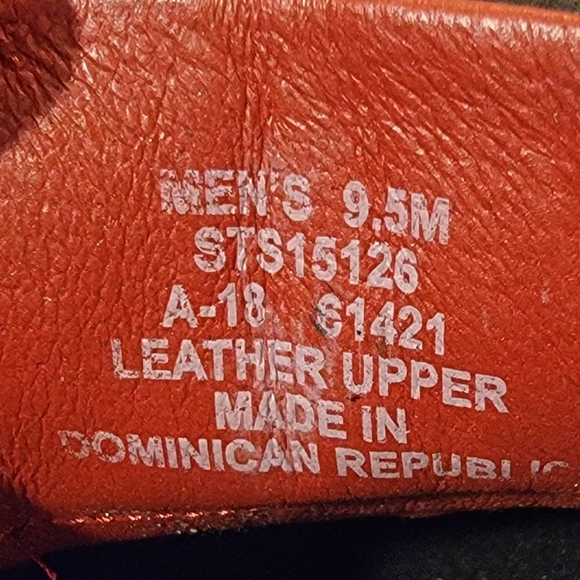 MEN'S 9.5M
STS15126
A-18 61421
LEATHER UPPER
MADE IN
DOMINICAN REPUBLIC